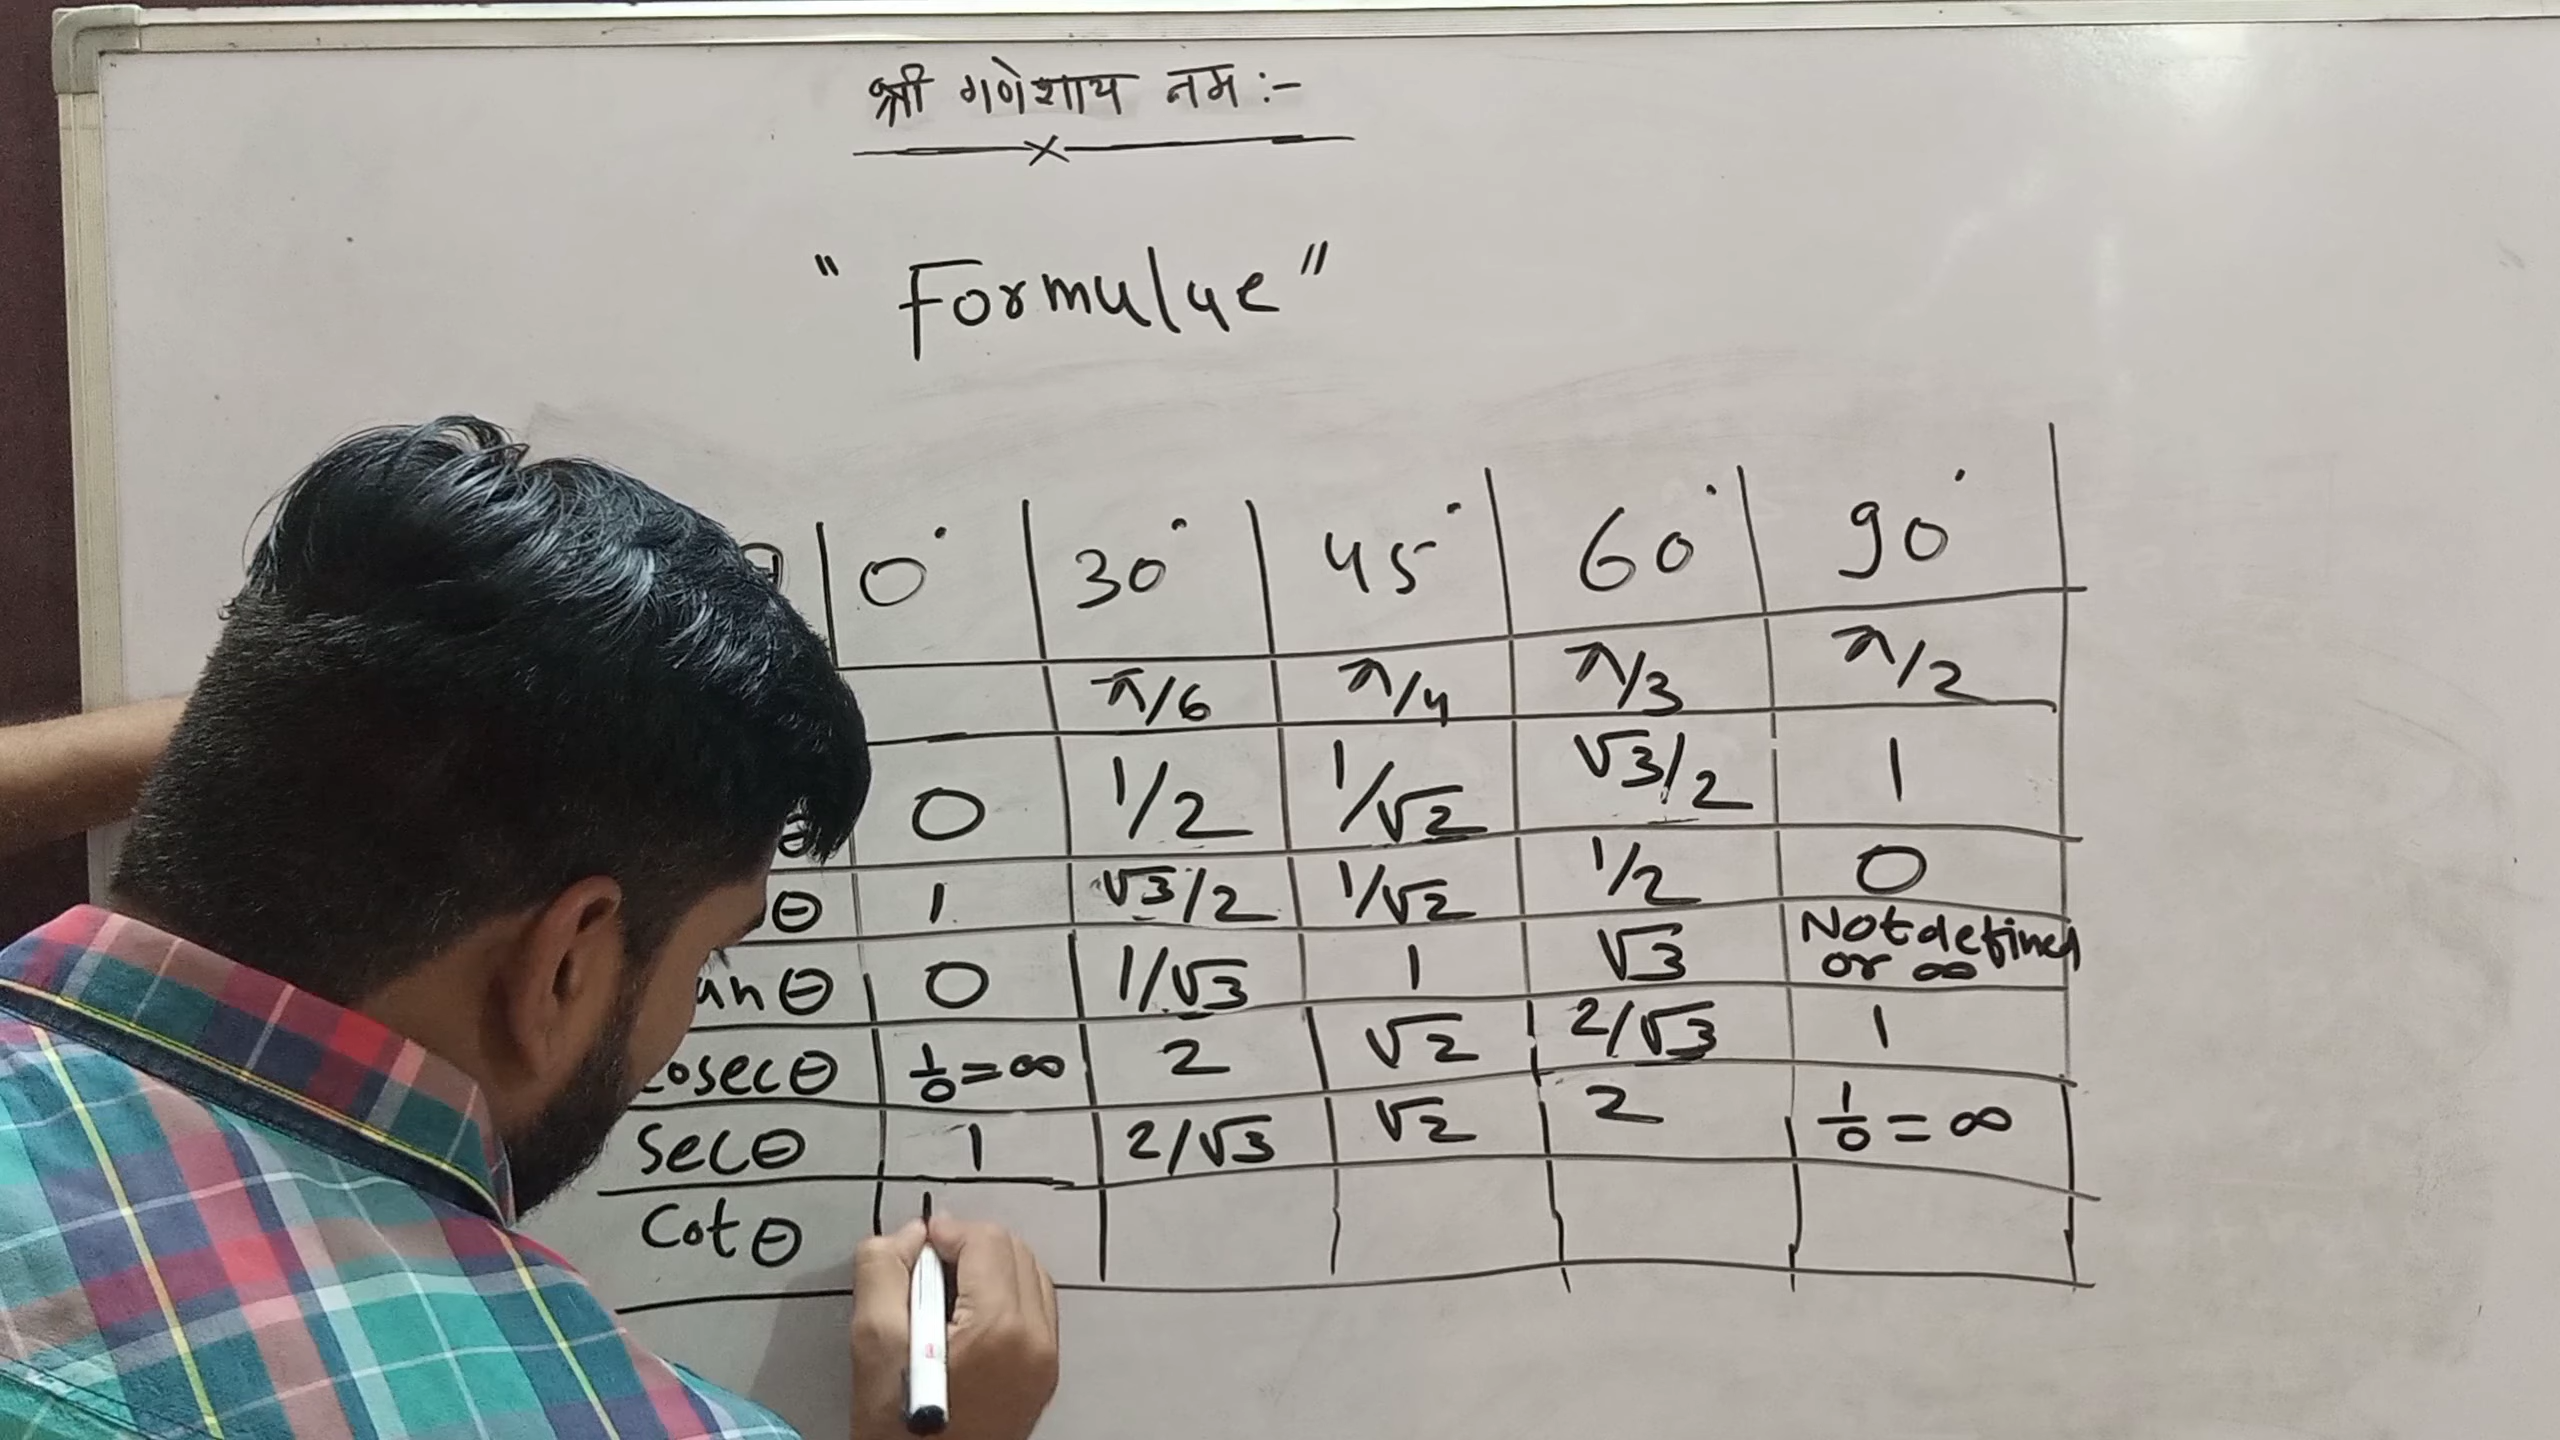 श्री गणेशाय नमः:-
"Formulae"
0° 30° 45° 60° 90°
π/6 π/4 π/3 π/2
θ 0 1/2 1/√2 √3/2 1
θ 1 √3/2 1/√2 1/2 0
anθ 0 1/√3 1 √3 Not defined or ∞
cosecθ 1/0=∞ 2 √2 2/√3 1
secθ 1 2/√3 √2 2 1/0=∞
Cotθ